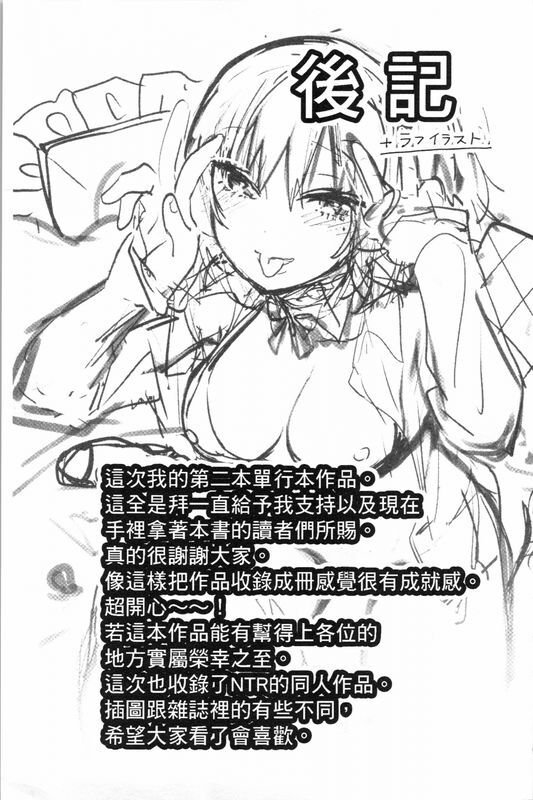 後記
＋ラフイラスト
這次我的第二本單行本作品。
這全是拜一直給予我支持以及現在
手裡拿著本書的讀者們所賜。
真的很謝謝大家。
像這樣把作品收錄成冊感覺很有成就感。
超開心～～！
若這本作品能有幫得上各位的
地方實屬榮幸之至。
這次也收錄了NTR的同人作品。
插圖跟雜誌裡的有些不同，
希望大家看了會喜歡。